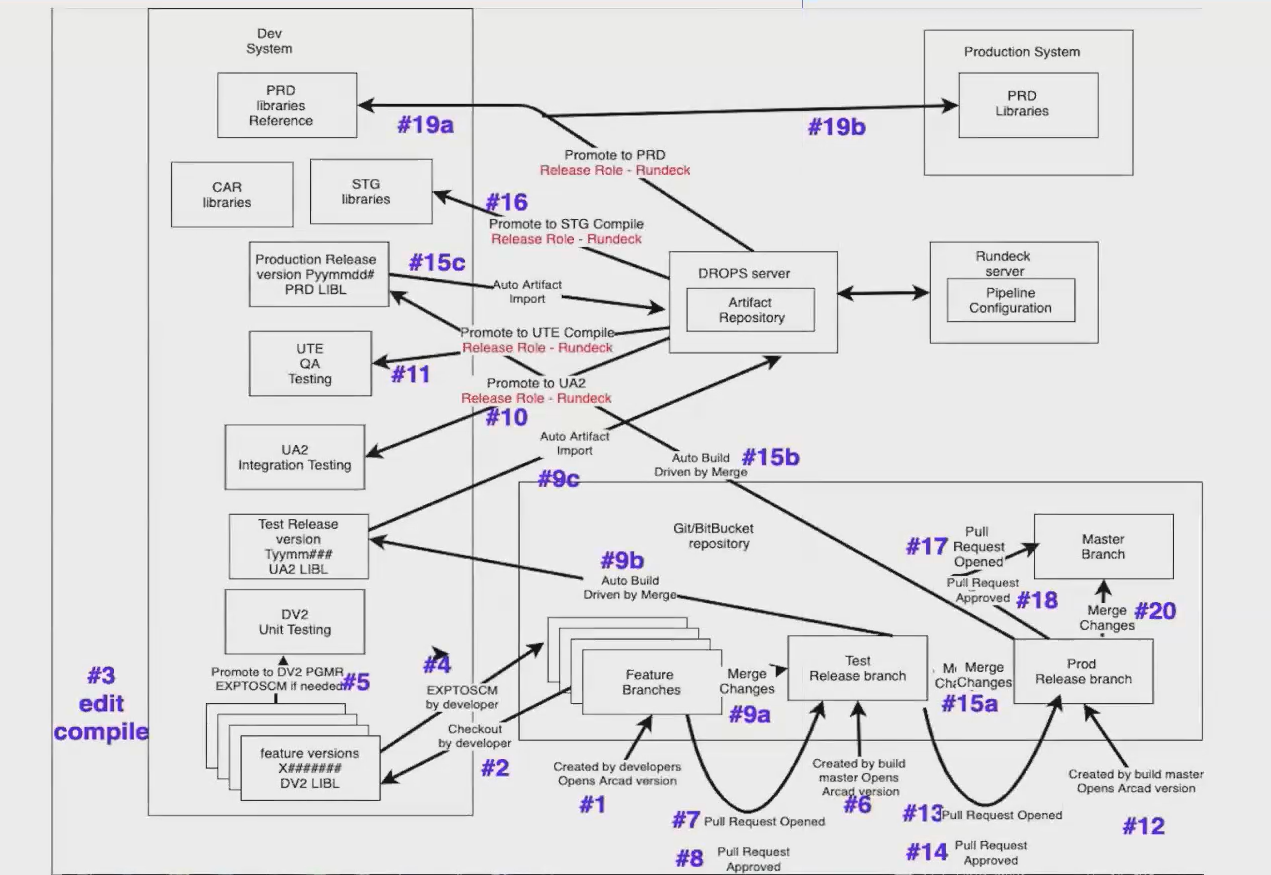 Dev
System
Production System
PRD
libraries
Reference
PRD
Libraries
#19a
#19b
Promote to PRD
Release Role - Rundeck
CAR
libraries
STG
libraries
#16
Promote to STG Compile
Release Role - Rundeck
Production Release
version Pyymmdd#
PRD LIBL
#15c
Auto Artifact
Import
DROPS server
Artifact
Repository
Rundeck
server
Pipeline
Configuration
Promote to UTE Compile
Release Role - Rundeck
UTE
QA
Testing
#11
Promote to UA2
Release Role - Rundeck
#10
UA2
Integration Testing
Auto Artifact
Import
#9c
Auto Build
Driven by Merge
#15b
Test Release
version
Tyymm###
UA2 LIBL
Git/BitBucket
repository
#9b
Auto Build
Driven by Merge
#17
Pull
Request
Opened
Master
Branch
Pull Request
Approved
#18
Merge
Changes
#20
DV2
Unit Testing
#3
edit
compile
Promote to DV2 PGMR
EXPTOSCM if needed
#5
#4
EXPTOSCM
by developer
Feature
Branches
Merge
Changes
#9a
Test
Release branch
Merge
Changes
#15a
Prod
Release branch
feature versions
X#######
DV2 LIBL
Checkout
by developer
#2
Created by developers
Opens Arcad version
#1
Created by build
master Opens
Arcad version
#6
Created by build master
Opens Arcad version
#12
#7 Pull Request Opened
#8 Pull Request
Approved
#13 Pull Request Opened
#14 Pull Request
Approved